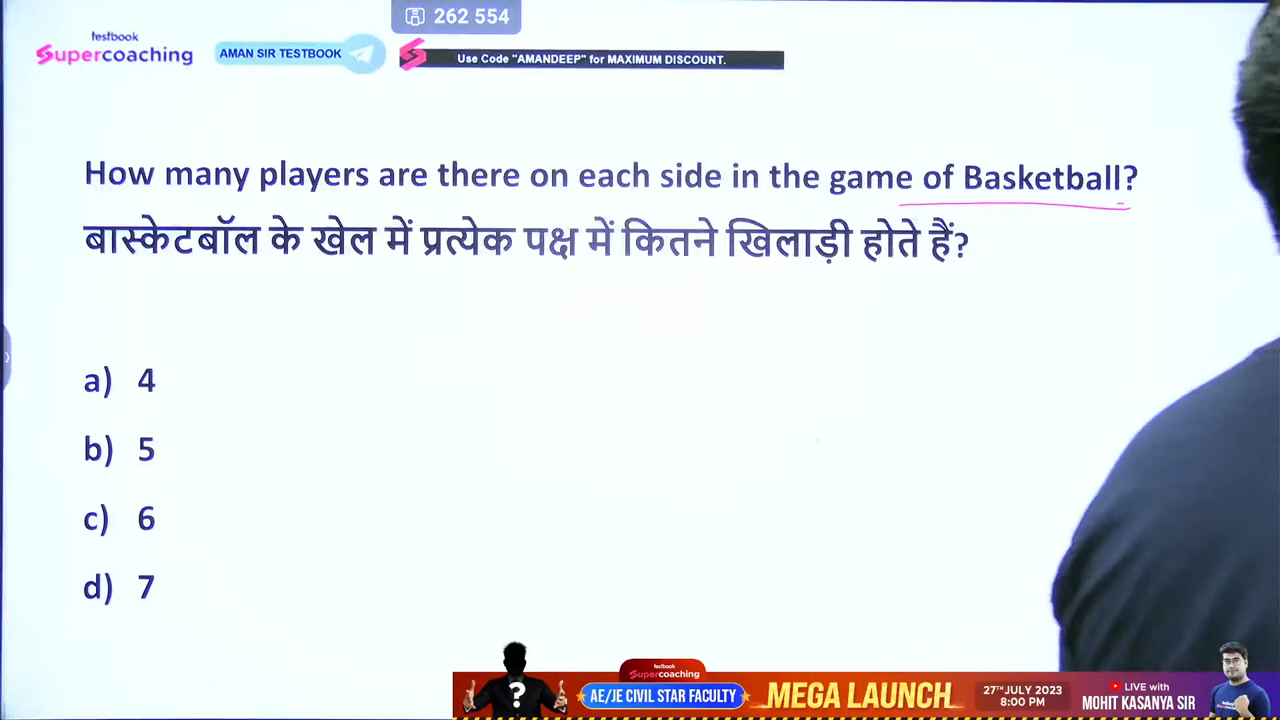 262 554
testbook
Supercoaching
AMAN SIR TESTBOOK
Use Code "AMANDEEP" for MAXIMUM DISCOUNT.
How many players are there on each side in the game of Basketball?
बास्केटबॉल के खेल में प्रत्येक पक्ष में कितने खिलाड़ी होते हैं?
a) 4
b) 5
c) 6
d) 7
?
testbook
Supercoaching
AE/JE CIVIL STAR FACULTY
MEGA LAUNCH
27TH JULY 2023
8:00 PM
LIVE with
MOHIT KASANYA SIR